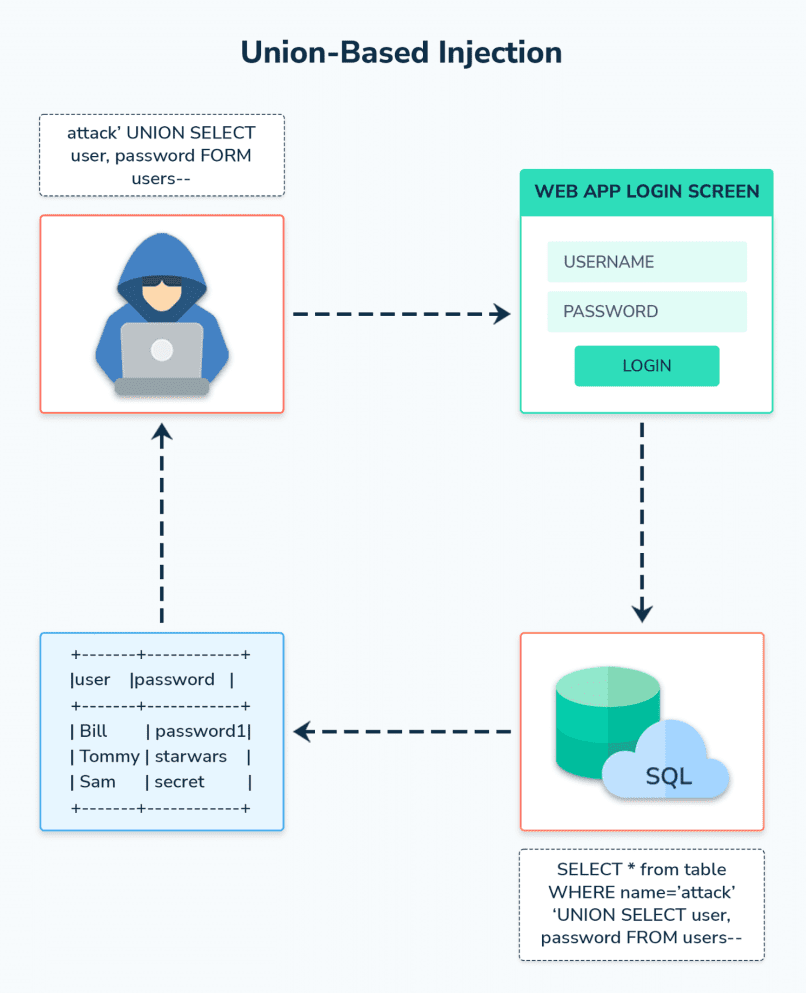 Union-Based Injection
attack’ UNION SELECT
user, password FORM
users--
WEB APP LOGIN SCREEN
USERNAME
PASSWORD
LOGIN
+-------+------------+
|user |password |
+-------+------------+
| Bill | password1|
| Tommy | starwars |
| Sam | secret |
+-------+------------+
SQL
SELECT * from table
WHERE name=’attack’
‘UNION SELECT user,
password FROM users--